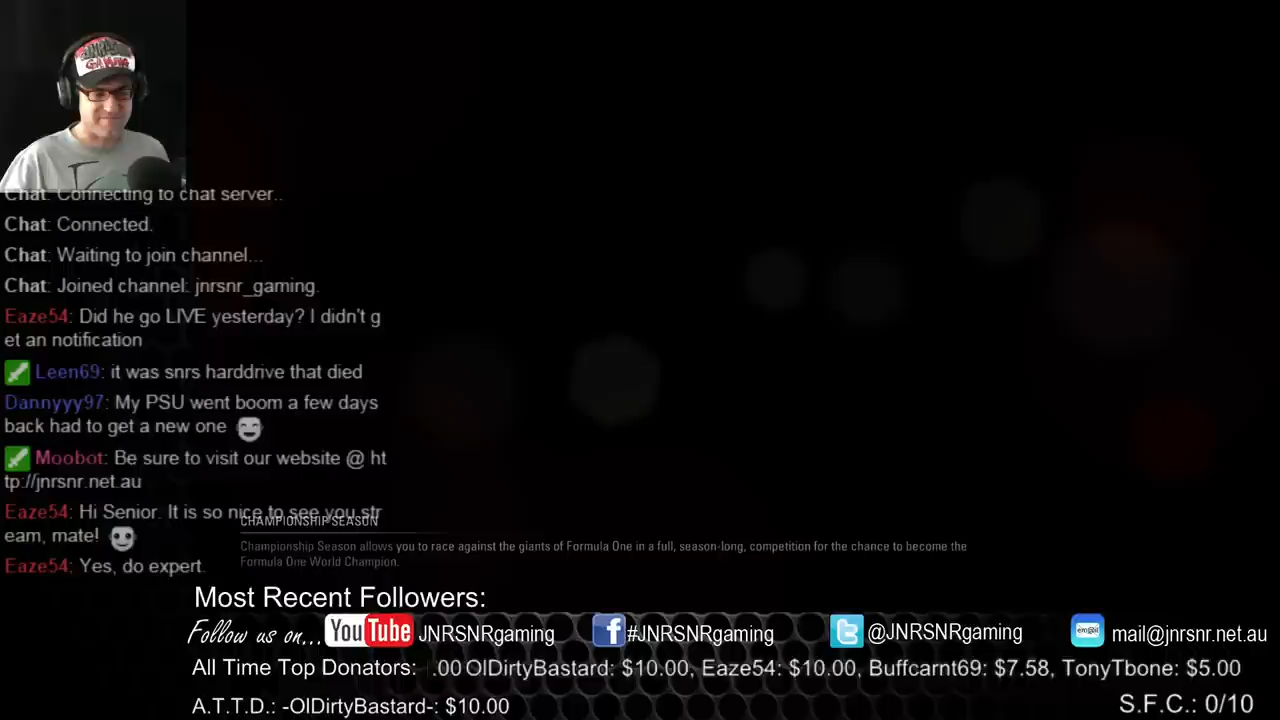 JNRSNR
GAMING
Chat: Connecting to chat server..
Chat: Connected.
Chat: Waiting to join channel...
Chat: Joined channel: jnrsnr_gaming.
Eaze54: Did he go LIVE yesterday? I didn't g
et an notification
Leen69: it was snrs harddrive that died
Dannyyy97: My PSU went boom a few days
back had to get a new one
Moobot: Be sure to visit our website @ ht
tp://jnrsnr.net.au
Eaze54: Hi Senior. It is so nice to see you str
eam, mate!
Eaze54: Yes, do expert.
CHAMPIONSHIP SEASON
Championship Season allows you to race against the giants of Formula One in a full, season-long, competition for the chance to become the
Formula One World Champion.
Most Recent Followers:
Follow us on... YouTube JNRSNRgaming f #JNRSNRgaming @JNRSNRgaming em@il mail@jnrsnr.net.au
All Time Top Donators: .00 OlDirtyBastard: $10.00, Eaze54: $10.00, Buffcarnt69: $7.58, TonyTbone: $5.00
A.T.T.D.: -OlDirtyBastard-: $10.00
S.F.C.: 0/10